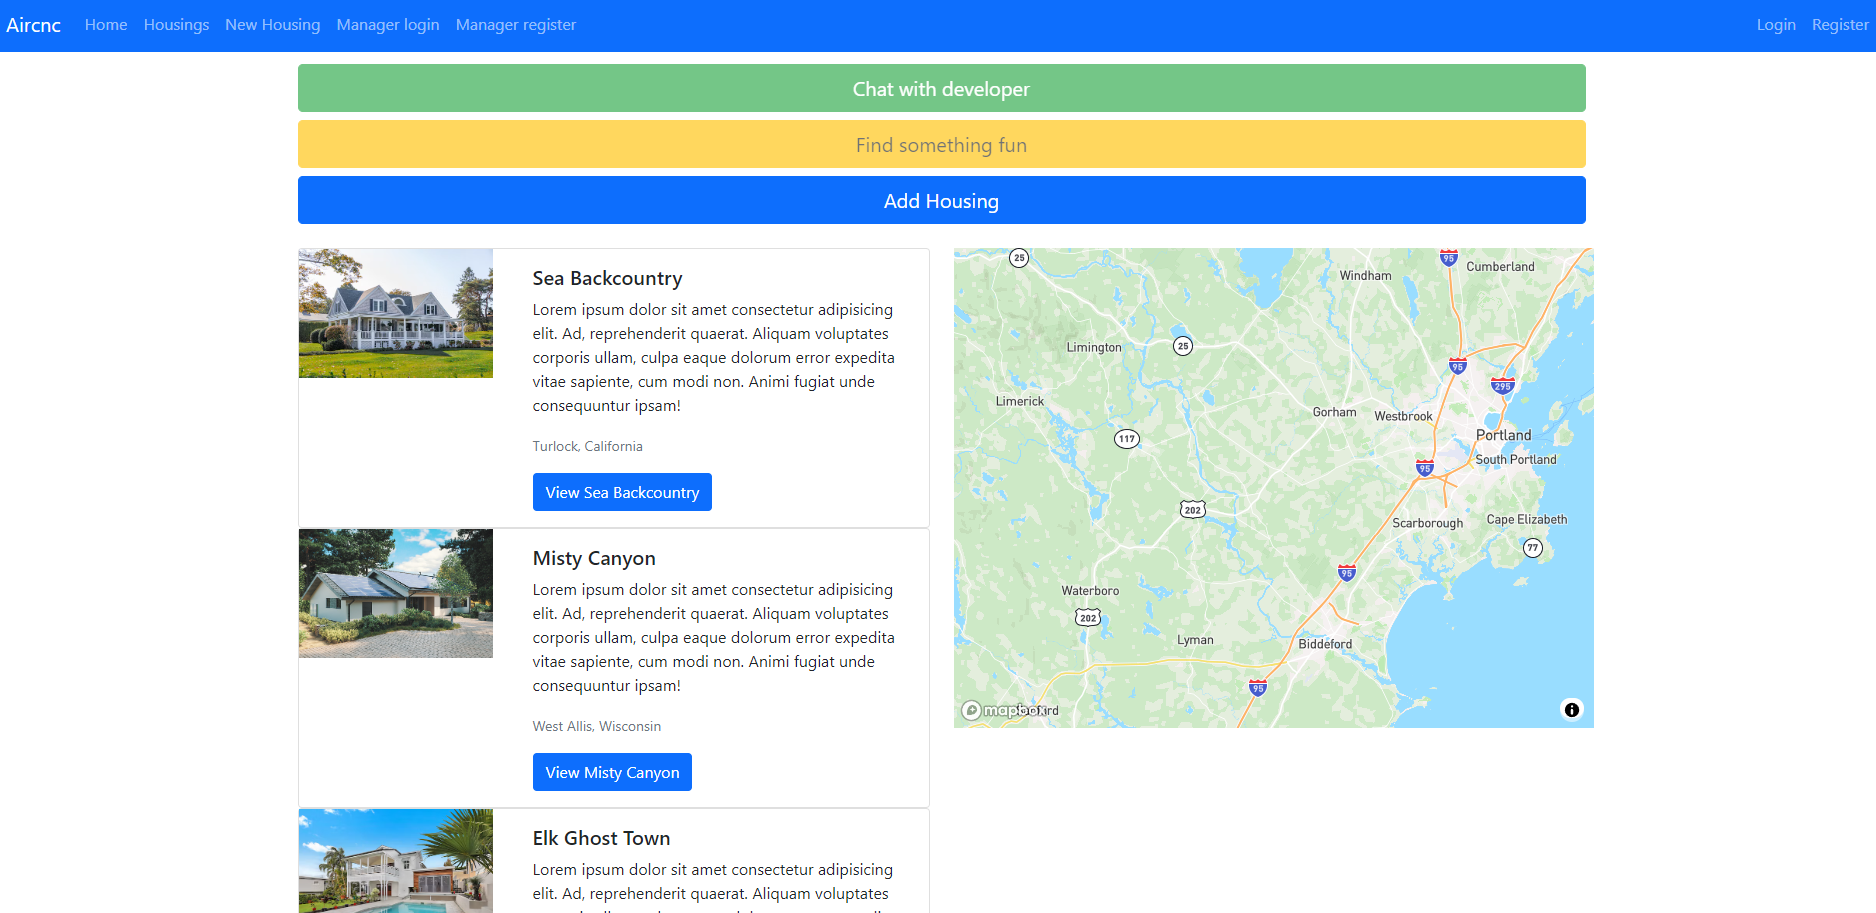 Aircnc Home Housings New Housing Manager login Manager register Login Register
Chat with developer
Find something fun
Add Housing
Sea Backcountry
Lorem ipsum dolor sit amet consectetur adipisicing
elit. Ad, reprehenderit quaerat. Aliquam voluptates
corporis ullam, culpa eaque dolorum error expedita
vitae sapiente, cum modi non. Animi fugiat unde
consequuntur ipsam!
Turlock, California
View Sea Backcountry
Misty Canyon
Lorem ipsum dolor sit amet consectetur adipisicing
elit. Ad, reprehenderit quaerat. Aliquam voluptates
corporis ullam, culpa eaque dolorum error expedita
vitae sapiente, cum modi non. Animi fugiat unde
consequuntur ipsam!
West Allis, Wisconsin
View Misty Canyon
Elk Ghost Town
Lorem ipsum dolor sit amet consectetur adipisicing
elit. Ad, reprehenderit quaerat. Aliquam voluptates
25
95
Cumberland
Windham
Limington
25
95
295
Limerick
Gorham
Westbrook
Portland
117
South Portland
95
202
Scarborough
Cape Elizabeth
77
95
Waterboro
202
Lyman
Biddeford
95
mapbox